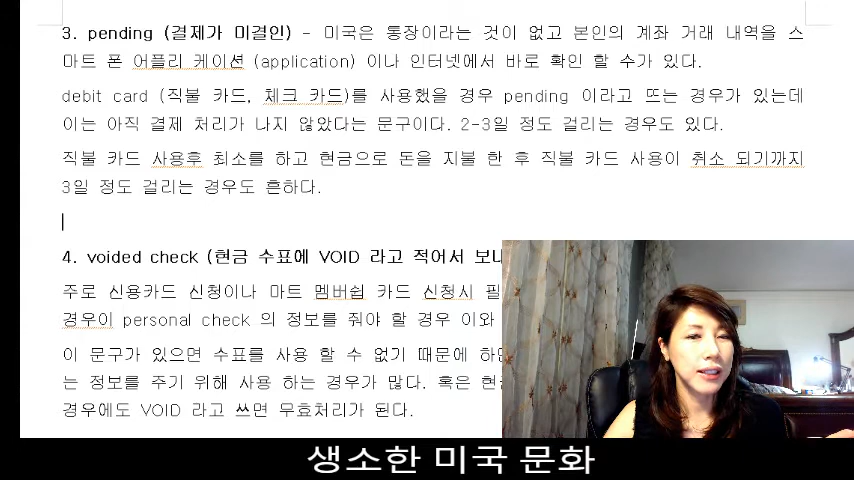 3. pending (결제가 미결인) - 미국은 통장이라는 것이 없고 본인의 계좌 거래 내역을 스
마트 폰 어플리 케이션 (application) 이나 인터넷에서 바로 확인 할 수가 있다.
debit card (직불 카드, 체크 카드)를 사용했을 경우 pending 이라고 뜨는 경우가 있는데
이는 아직 결제 처리가 나지 않았다는 문구이다. 2-3일 정도 걸리는 경우도 있다.
직불 카드 사용후 최소를 하고 현금으로 돈을 지불 한 후 직불 카드 사용이 취소 되기까지
3일 정도 걸리는 경우도 흔하다.
4. voided check (현금 수표에 VOID 라고 적어서 보내
주로 신용카드 신청이나 마트 멤버쉽 카드 신청시 필
경우이 personal check 의 정보를 줘야 할 경우 이와
이 문구가 있으면 수표를 사용 할 수 없기 때문에
는 정보를 주기 위해 사용 하는 경우가 많다. 혹은
경우에도 VOID 라고 쓰면 무효처리가 된다.
생소한 미국 문화